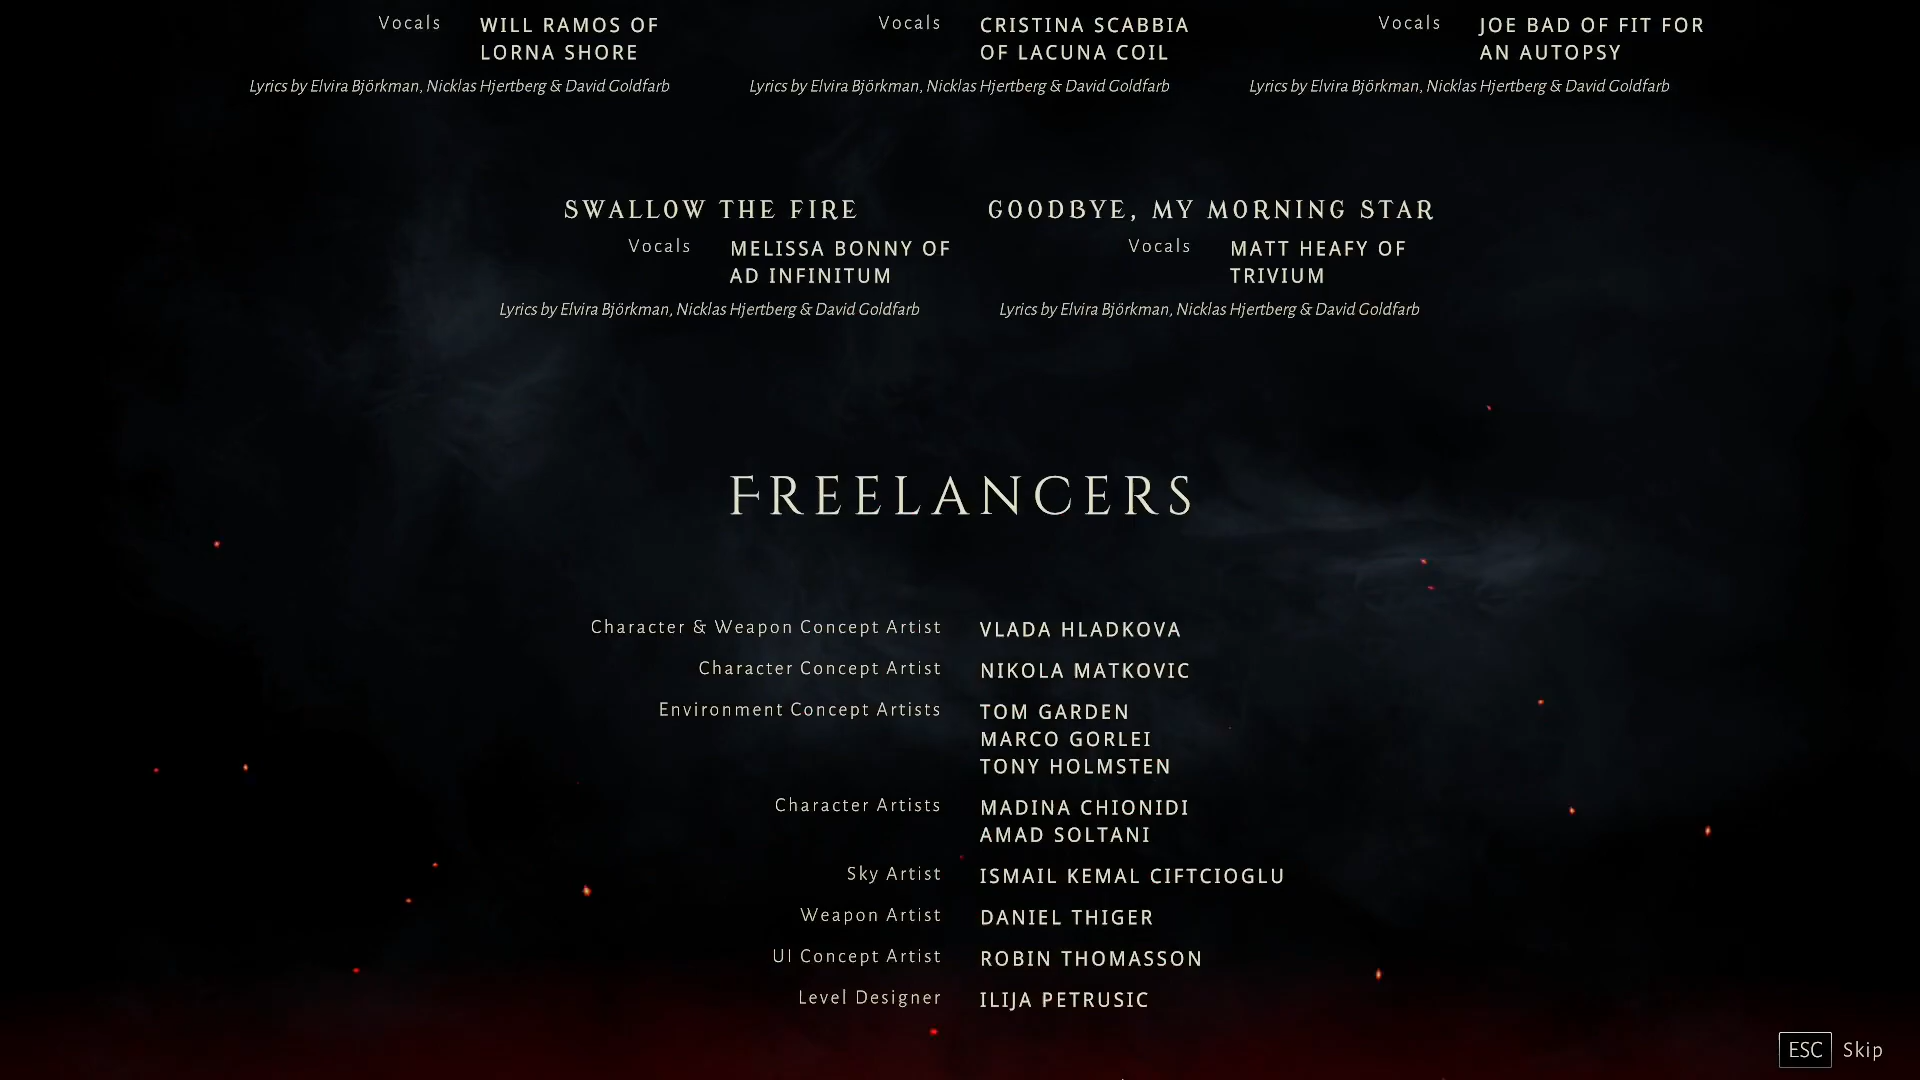 Vocals WILL RAMOS OF LORNA SHORE
Lyrics by Elvira Björkman, Nicklas Hjertberg & David Goldfarb
Vocals CRISTINA SCABBIA OF LACUNA COIL
Lyrics by Elvira Björkman, Nicklas Hjertberg & David Goldfarb
Vocals JOE BAD OF FIT FOR AN AUTOPSY
Lyrics by Elvira Björkman, Nicklas Hjertberg & David Goldfarb
SWALLOW THE FIRE
Vocals MELISSA BONNY OF AD INFINITUM
Lyrics by Elvira Björkman, Nicklas Hjertberg & David Goldfarb
GOODBYE, MY MORNING STAR
Vocals MATT HEAFY OF TRIVIUM
Lyrics by Elvira Björkman, Nicklas Hjertberg & David Goldfarb
FREELANCERS
Character & Weapon Concept Artist VLADA HLADKOVA
Character Concept Artist NIKOLA MATKOVIC
Environment Concept Artists TOM GARDEN
MARCO GORLEI
TONY HOLMSTEN
Character Artists MADINA CHIONIDI
AMAD SOLTANI
Sky Artist ISMAIL KEMAL CIFTCIOGLU
Weapon Artist DANIEL THIGER
UI Concept Artist ROBIN THOMASSON
Level Designer ILIJA PETRUSIC
ESC Skip